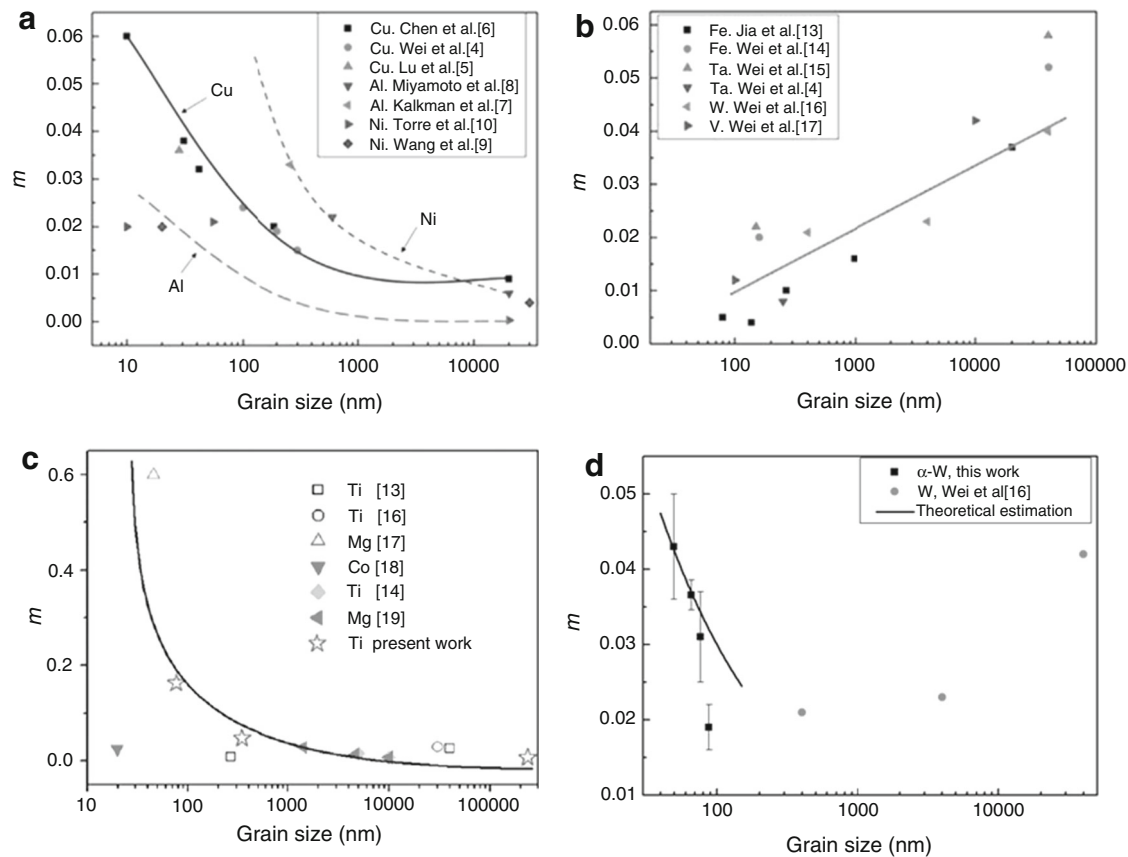 a
m
0.06
0.05
0.04
0.03
0.02
0.01
0.00
Cu. Chen et al.[6]
Cu. Wei et al.[4]
Cu. Lu et al.[5]
Al. Miyamoto et al.[8]
Al. Kalkman et al.[7]
Ni. Torre et al.[10]
Ni. Wang et al.[9]
Cu
Ni
Al
10 100 1000 10000
Grain size (nm)
b
m
0.06
0.05
0.04
0.03
0.02
0.01
0.00
Fe. Jia et al.[13]
Fe. Wei et al.[14]
Ta. Wei et al.[15]
Ta. Wei et al.[4]
W. Wei et al.[16]
V. Wei et al.[17]
100 1000 10000 100000
Grain size (nm)
c
m
0.6
0.4
0.2
0.0
Ti [13]
Ti [16]
Mg [17]
Co [18]
Ti [14]
Mg [19]
Ti present work
10 100 1000 10000 100000
Grain size (nm)
d
m
0.05
0.04
0.03
0.02
0.01
α-W, this work
W, Wei et al[16]
Theoretical estimation
100 1000 10000
Grain size (nm)